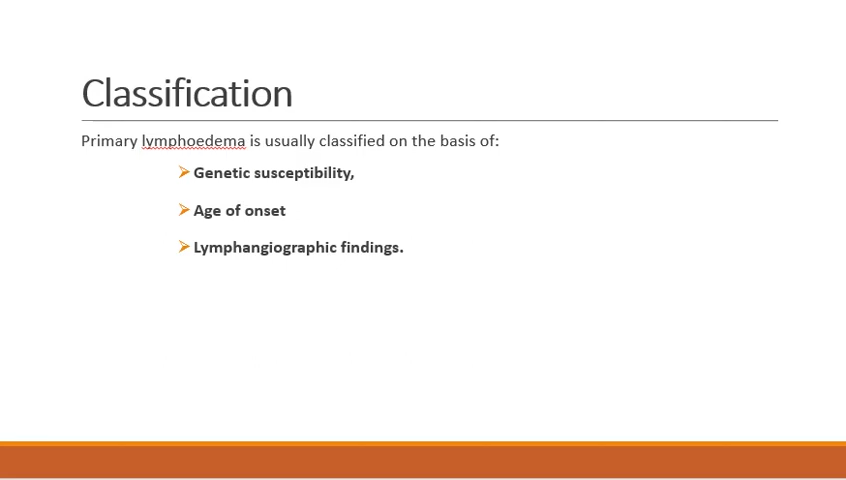 Classification
Primary lymphoedema is usually classified on the basis of:
Genetic susceptibility,
Age of onset
Lymphangiographic findings.